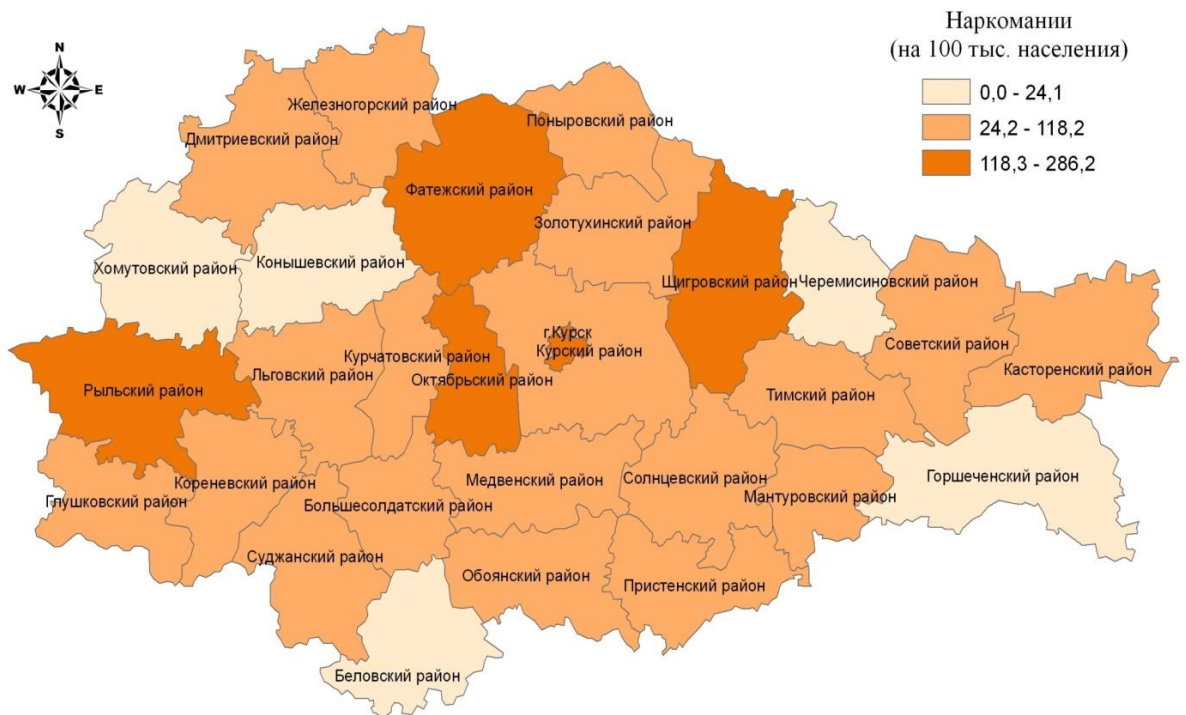 Наркомании
(на 100 тыс. населения)
0,0 - 24,1
24,2 - 118,2
118,3 - 286,2
N
W E
S
Железногорский район
Поныровский район
Дмитриевский район
Фатежский район
Золотухинский район
Конышевский район
Хомутовский район
Щигровский район
Черемисиновский район
г.Курск
Курский район
Советский район
Курчатовский район
Касторенский район
Льговский район
Октябрьский район
Рыльский район
Тимский район
Горшеченский район
Медвенский район
Солнцевский район
Кореневский район
Мантуровский район
Глушковский район
Большесолдатский район
Суджанский район
Обоянский район
Пристенский район
Беловский район